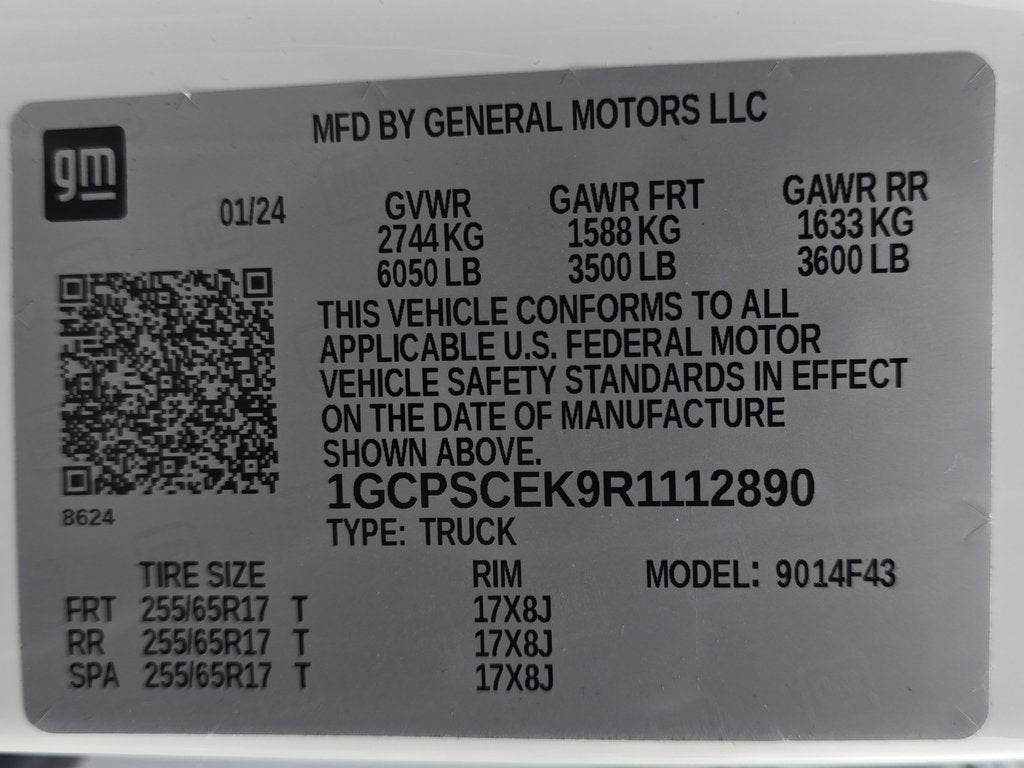 MFD BY GENERAL MOTORS LLC
gm
01/24
GVWR GAWR FRT GAWR RR
2744 KG 1588 KG 1633 KG
6050 LB 3500 LB 3600 LB
THIS VEHICLE CONFORMS TO ALL
APPLICABLE U.S. FEDERAL MOTOR
VEHICLE SAFETY STANDARDS IN EFFECT
ON THE DATE OF MANUFACTURE
SHOWN ABOVE.
1GCPSCEK9R1112890
8624
TYPE: TRUCK
TIRE SIZE RIM MODEL: 9014F43
FRT 255/65R17 T 17X8J
RR 255/65R17 T 17X8J
SPA 255/65R17 T 17X8J